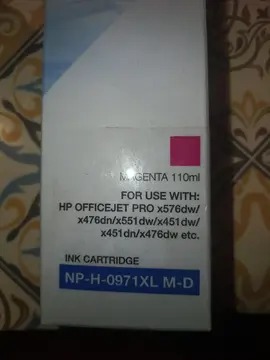 MAGENTA 110ml
FOR USE WITH:
HP OFFICEJET PRO x576dw/
x476dn/x551dw/x451dw/
x451dn/x476dw etc.
INK CARTRIDGE
NP-H-0971XL M-D